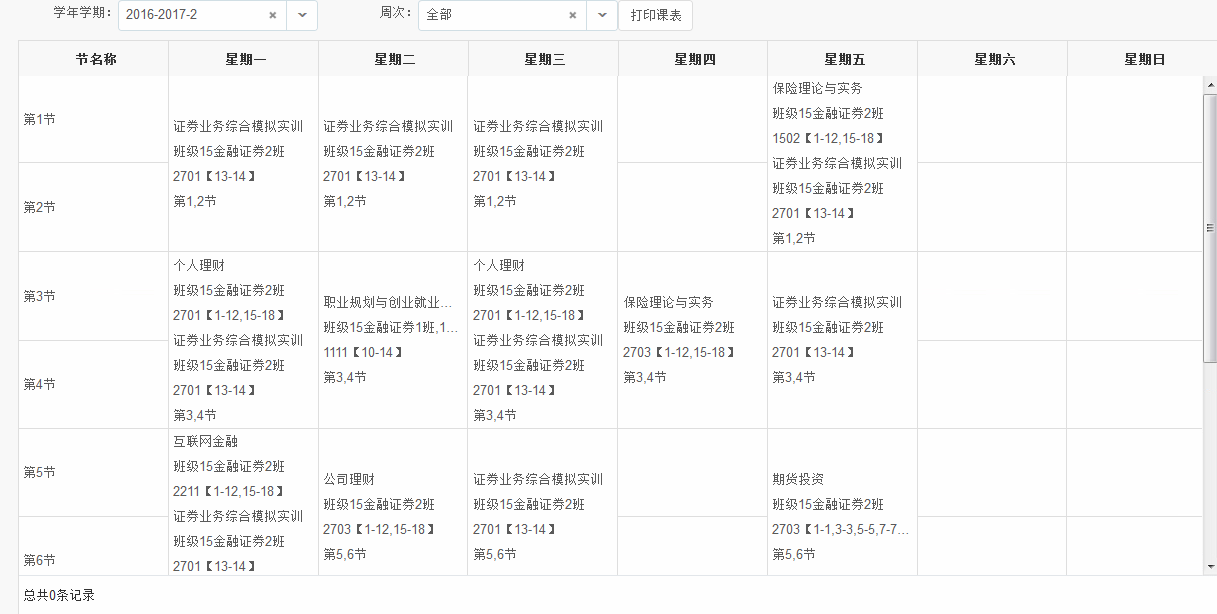 学年学期： 2016-2017-2 × 周次： 全部 × 打印课表
节名称 星期一 星期二 星期三 星期四 星期五 星期六 星期日
第1节
第2节
证券业务综合模拟实训
班级15金融证券2班
2701【13-14】
第1,2节
证券业务综合模拟实训
班级15金融证券2班
2701【13-14】
第1,2节
证券业务综合模拟实训
班级15金融证券2班
2701【13-14】
第1,2节
保险理论与实务
班级15金融证券2班
1502【1-12,15-18】
证券业务综合模拟实训
班级15金融证券2班
2701【13-14】
第1,2节
第3节
第4节
个人理财
班级15金融证券2班
2701【1-12,15-18】
证券业务综合模拟实训
班级15金融证券2班
2701【13-14】
第3,4节
职业规划与创业就业...
班级15金融证券1班,1...
1111【10-14】
第3,4节
个人理财
班级15金融证券2班
2701【1-12,15-18】
证券业务综合模拟实训
班级15金融证券2班
2701【13-14】
第3,4节
保险理论与实务
班级15金融证券2班
2703【1-12,15-18】
第3,4节
证券业务综合模拟实训
班级15金融证券2班
2701【13-14】
第3,4节
第5节
第6节
互联网金融
班级15金融证券2班
2211【1-12,15-18】
证券业务综合模拟实训
班级15金融证券2班
2701【13-14】
公司理财
班级15金融证券2班
2703【1-12,15-18】
第5,6节
证券业务综合模拟实训
班级15金融证券2班
2701【13-14】
第5,6节
期货投资
班级15金融证券2班
2703【1-1,3-3,5-5,7-7...
第5,6节
总共0条记录